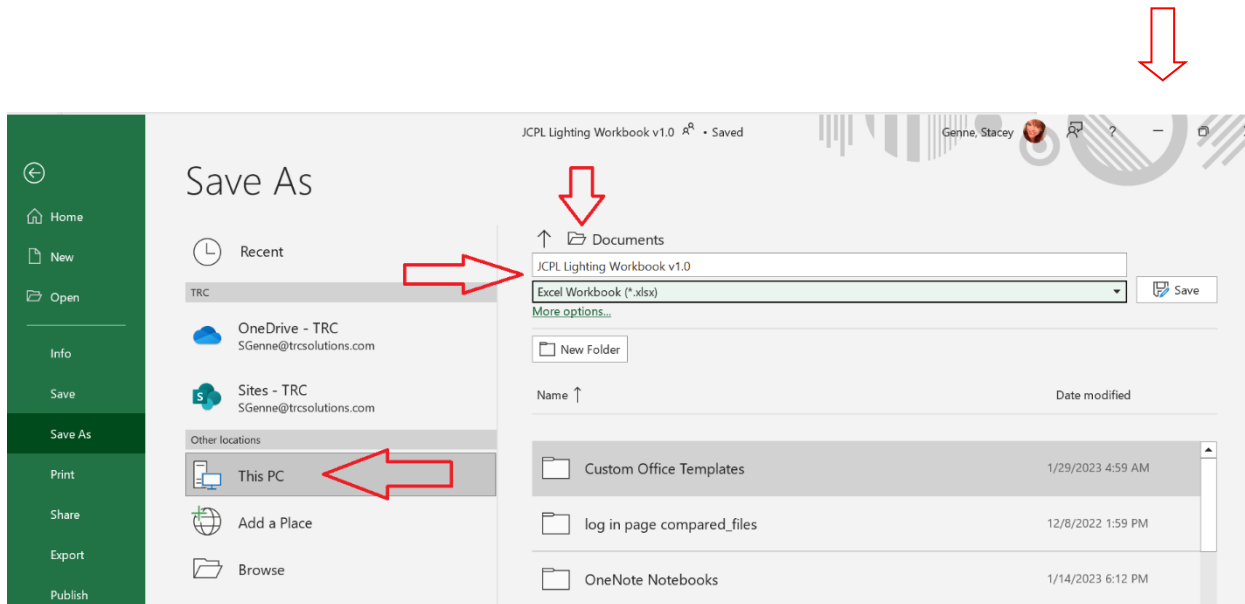 JCPL Lighting Workbook v1.0 • Saved
Genne, Stacey
?
Save As
Home
New
Open
Info
Save
Save As
Print
Share
Export
Publish
Recent
TRC
OneDrive - TRC
SGenne@trcsolutions.com
Sites - TRC
SGenne@trcsolutions.com
Other locations
This PC
Add a Place
Browse
Documents
JCPL Lighting Workbook v1.0
Excel Workbook (*.xlsx)
Save
More options...
New Folder
Name ↑ Date modified
Custom Office Templates 1/29/2023 4:59 AM
log in page compared_files 12/8/2022 1:59 PM
OneNote Notebooks 1/14/2023 6:12 PM